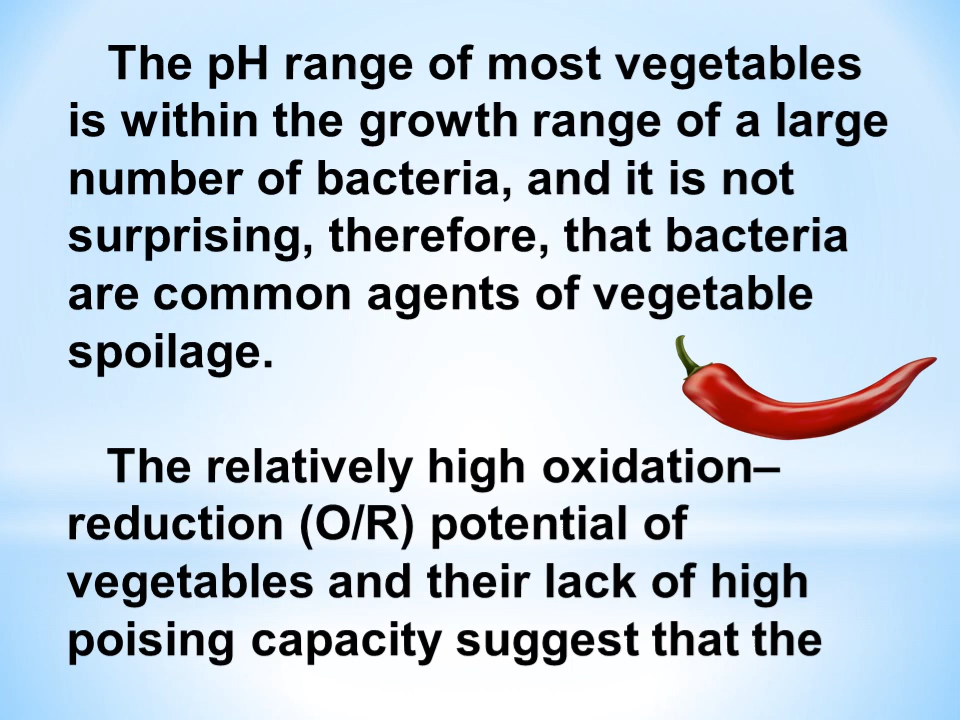 The pH range of most vegetables
is within the growth range of a large
number of bacteria, and it is not
surprising, therefore, that bacteria
are common agents of vegetable
spoilage.
The relatively high oxidation–
reduction (O/R) potential of
vegetables and their lack of high
poising capacity suggest that the